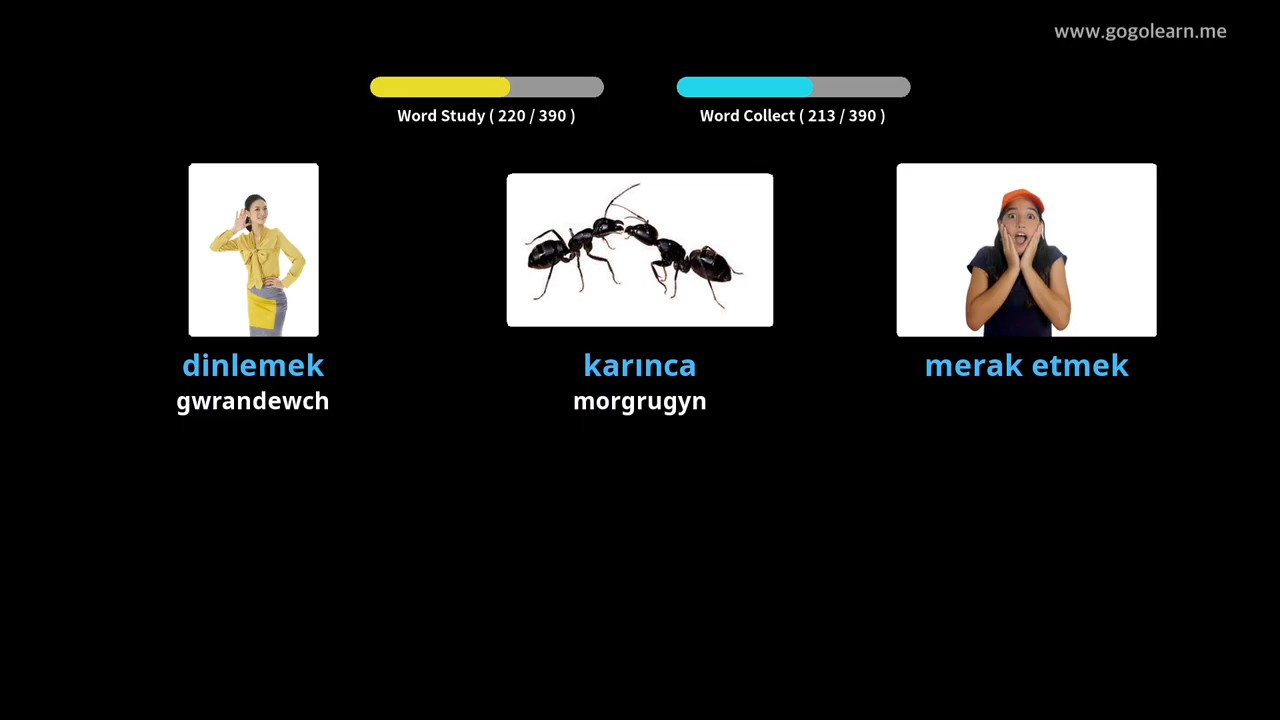 www.gogolearn.me
Word Study ( 220 / 390 )
Word Collect ( 213 / 390 )
dinlemek
gwrandewch
karınca
morgrugyn
merak etmek